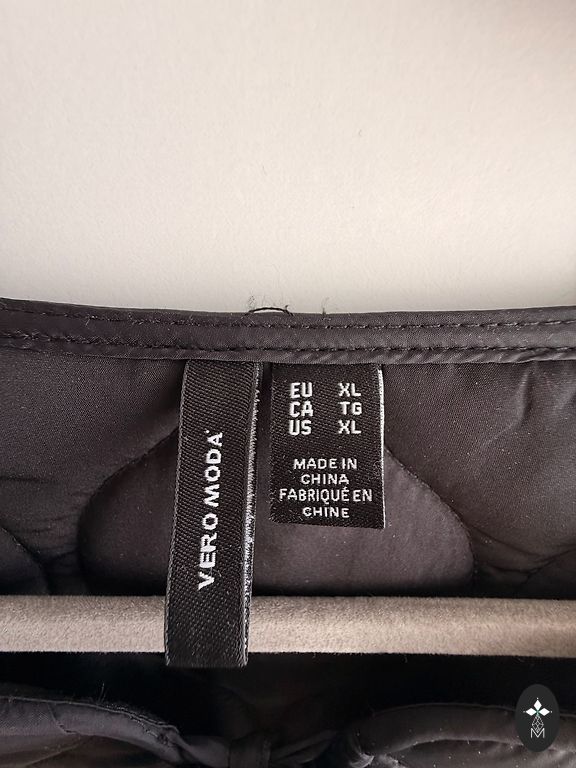 VERO MODA
EU XL
CA TG
US XL
MADE IN
CHINA
FABRIQUÉ EN
CHINE
M